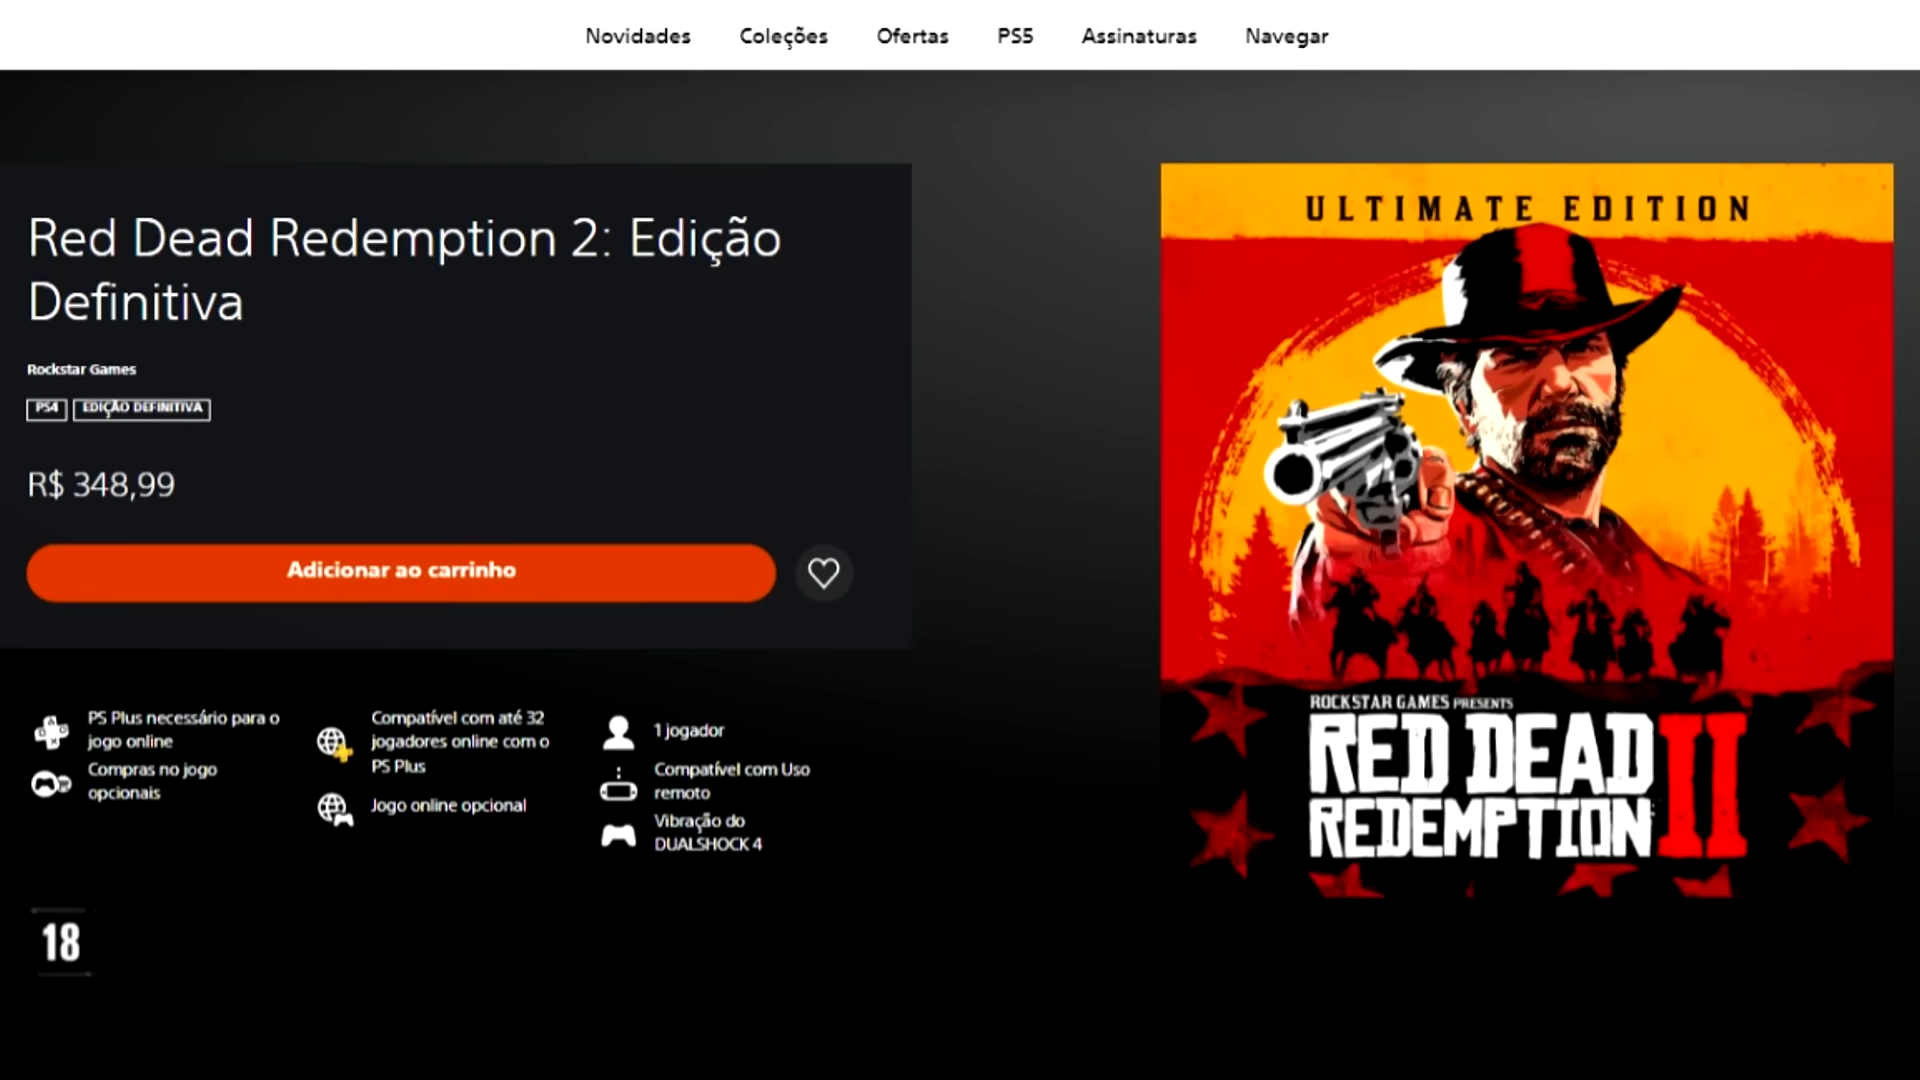 Novidades Coleções Ofertas PS5 Assinaturas Navegar
Red Dead Redemption 2: Edição
Definitiva
Rockstar Games
PS4 EDIÇÃO DEFINITIVA
R$ 348,99
Adicionar ao carrinho
PS Plus necessário para o
jogo online
Compras no jogo
opcionais
Compatível com até 32
jogadores online com o
PS Plus
Jogo online opcional
1 jogador
Compatível com Uso
remoto
Vibração do
DUALSHOCK 4
18
ULTIMATE EDITION
ROCKSTAR GAMES PRESENTS
RED DEAD
REDEMPTION II